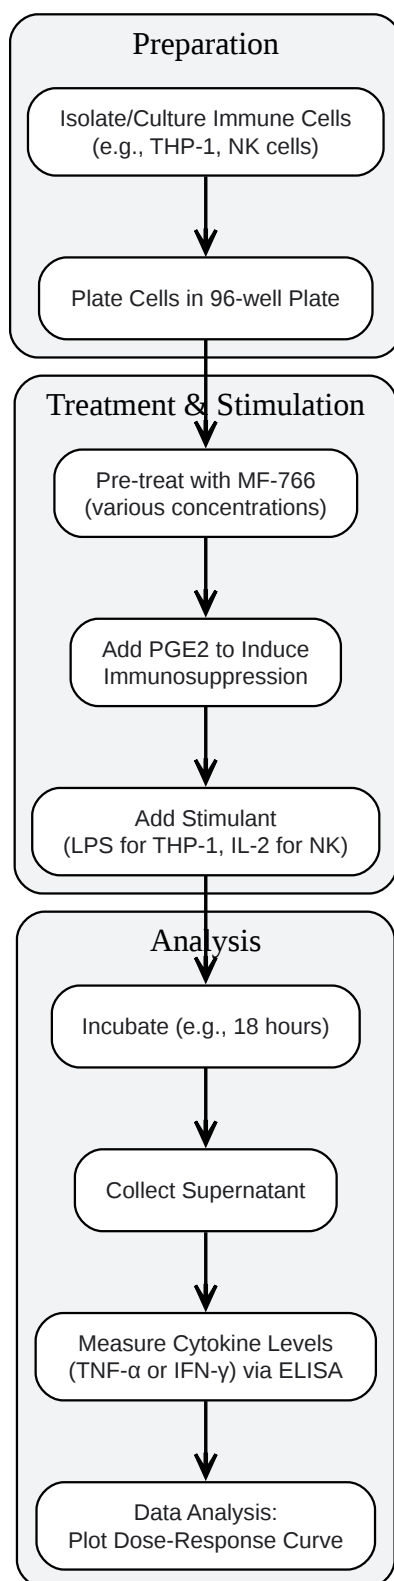 Preparation
Isolate/Culture Immune Cells
(e.g., THP-1, NK cells)
Plate Cells in 96-well Plate
Treatment & Stimulation
Pre-treat with MF-766
(various concentrations)
Add PGE2 to Induce
Immunosuppression
Add Stimulant
(LPS for THP-1, IL-2 for NK)
Analysis
Incubate (e.g., 18 hours)
Collect Supernatant
Measure Cytokine Levels
(TNF-α or IFN-γ) via ELISA
Data Analysis:
Plot Dose-Response Curve